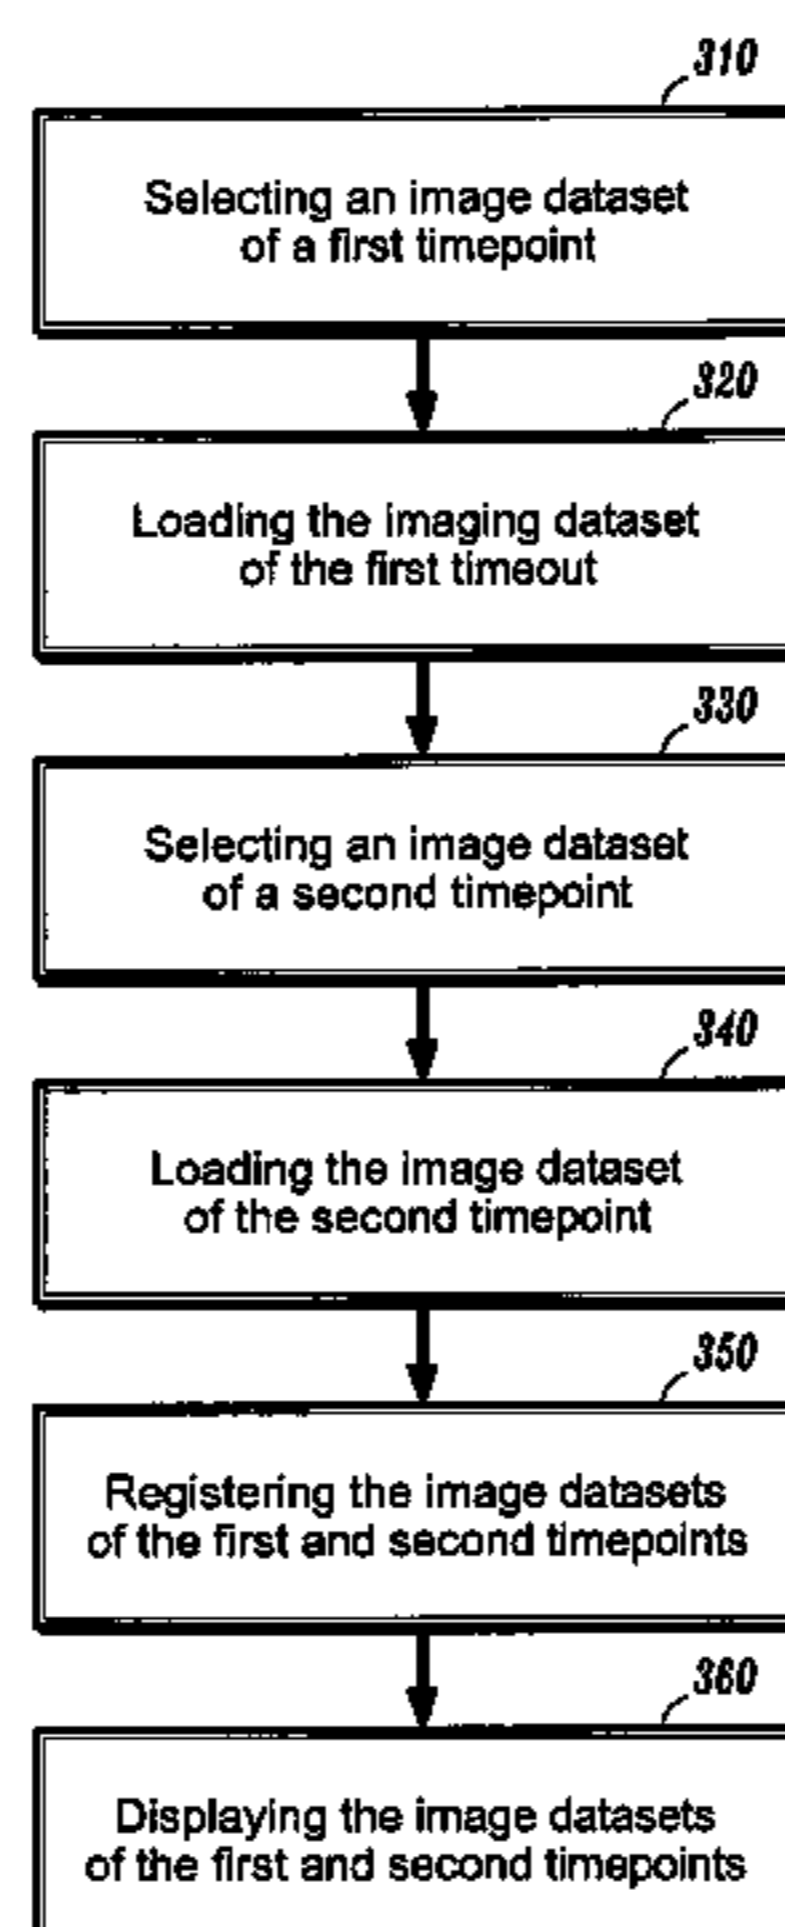 310
Selecting an image dataset
of a first timepoint
320
Loading the imaging dataset
of the first timeout
330
Selecting an image dataset
of a second timepoint
340
Loading the image dataset
of the second timepoint
350
Registering the image datasets
of the first and second timepoints
360
Displaying the image datasets
of the first and second timepoints